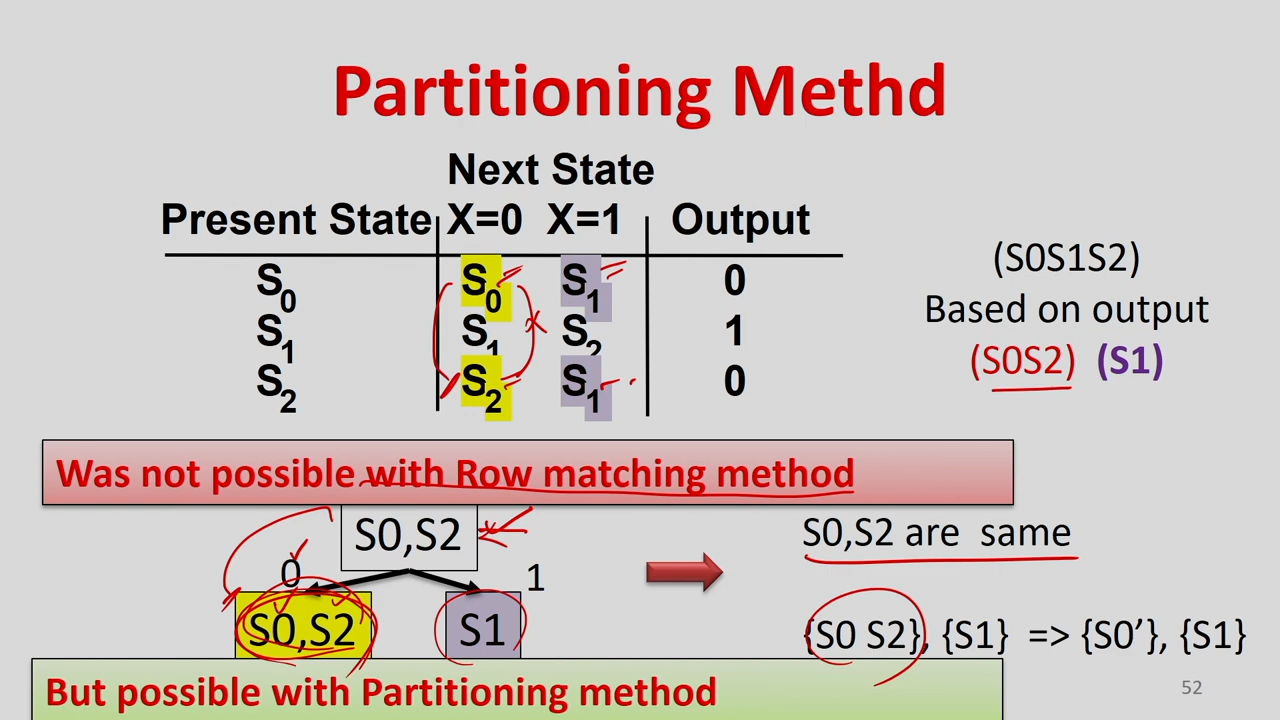 Partitioning Methd
Next State
Present State X=0 X=1 Output
S0 S0 S1 0
S1 S1 S2 1
S2 S2 S1 0
(S0S1S2)
Based on output
(S0S2) (S1)
Was not possible with Row matching method
S0,S2
0 1
S0,S2 S1
S0,S2 are same
{S0 S2}, {S1} => {S0’}, {S1}
But possible with Partitioning method
52